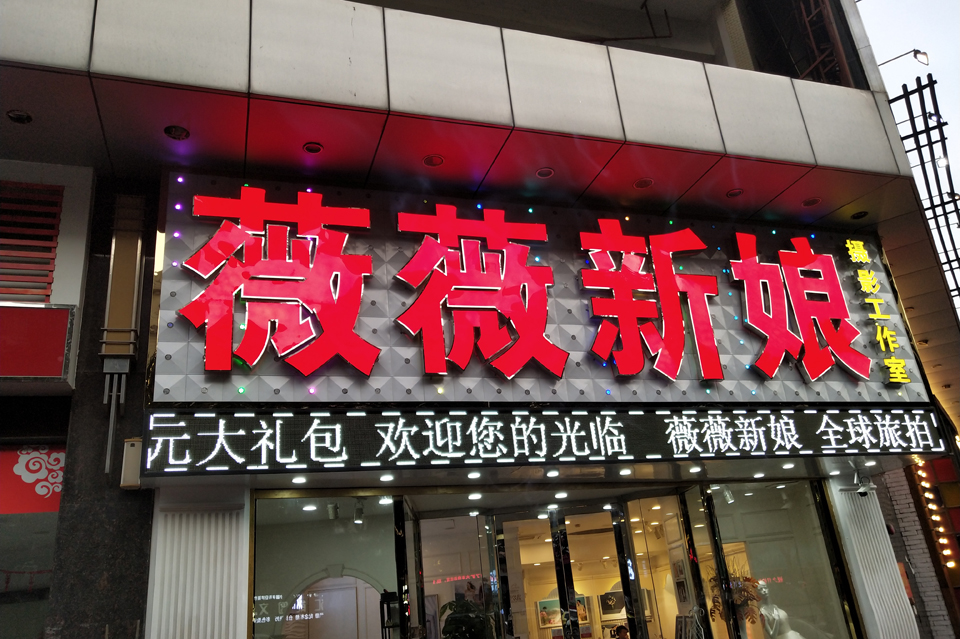 薇薇新娘
摄影工作室
元大礼包 欢迎您的光临 薇薇新娘 全球旅拍